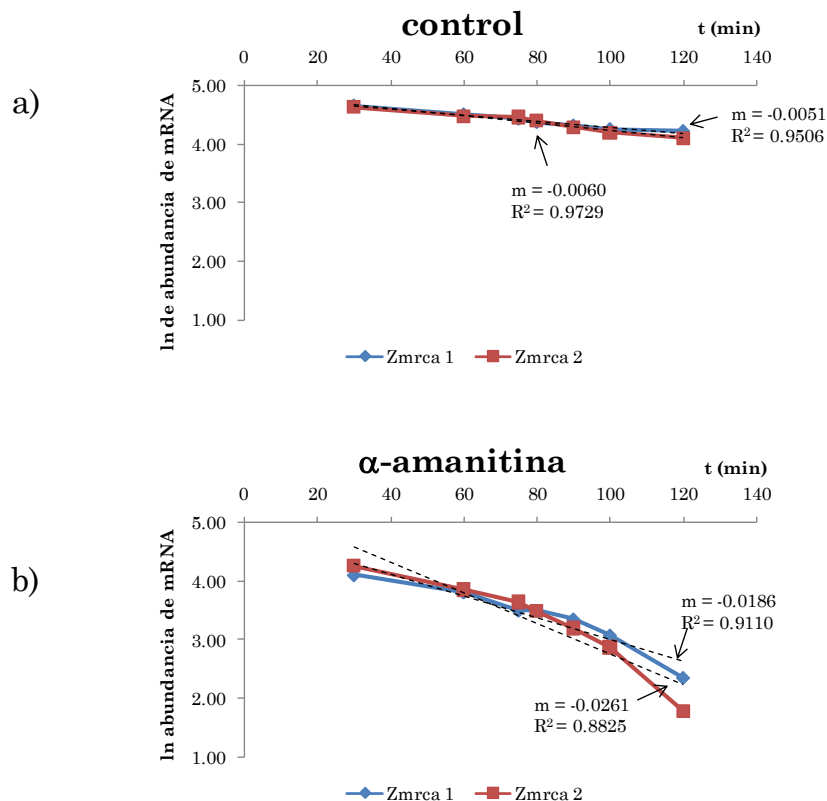 control
t (min)
0 20 40 60 80 100 120 140
a)
5.00
4.00
3.00
2.00
1.00
ln de abundancia de mRNA
m = -0.0051
R² = 0.9506
m = -0.0060
R² = 0.9729
Zmrca 1 Zmrca 2
α-amanitina
t (min)
0 20 40 60 80 100 120 140
b)
5.00
4.00
3.00
2.00
1.00
ln abundancia de mRNA
m = -0.0186
R² = 0.9110
m = -0.0261
R² = 0.8825
Zmrca 1 Zmrca 2